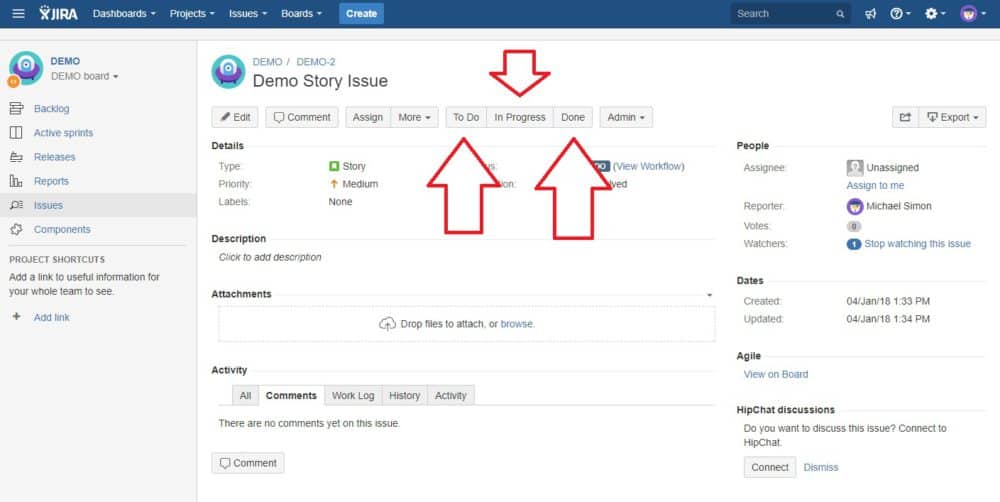 JIRA Dashboards Projects Issues Boards Create Search
DEMO
DEMO board
Backlog
Active sprints
Releases
Reports
Issues
Components
PROJECT SHORTCUTS
Add a link to useful information for
your whole team to see.
Add link
DEMO / DEMO-2
Demo Story Issue
Edit Comment Assign More To Do In Progress Done Admin Export
Details
Type: Story
(View Workflow)
Priority: Medium
Labels: None
Description
Click to add description
Attachments
Drop files to attach, or browse.
Activity
All Comments Work Log History Activity
There are no comments yet on this issue.
Comment
People
Assignee: Unassigned
Assign to me
Reporter: Michael Simon
Votes: 0
Watchers: 1 Stop watching this issue
Dates
Created: 04/Jan/18 1:33 PM
Updated: 04/Jan/18 1:34 PM
Agile
View on Board
HipChat discussions
Do you want to discuss this issue? Connect to
HipChat.
Connect Dismiss